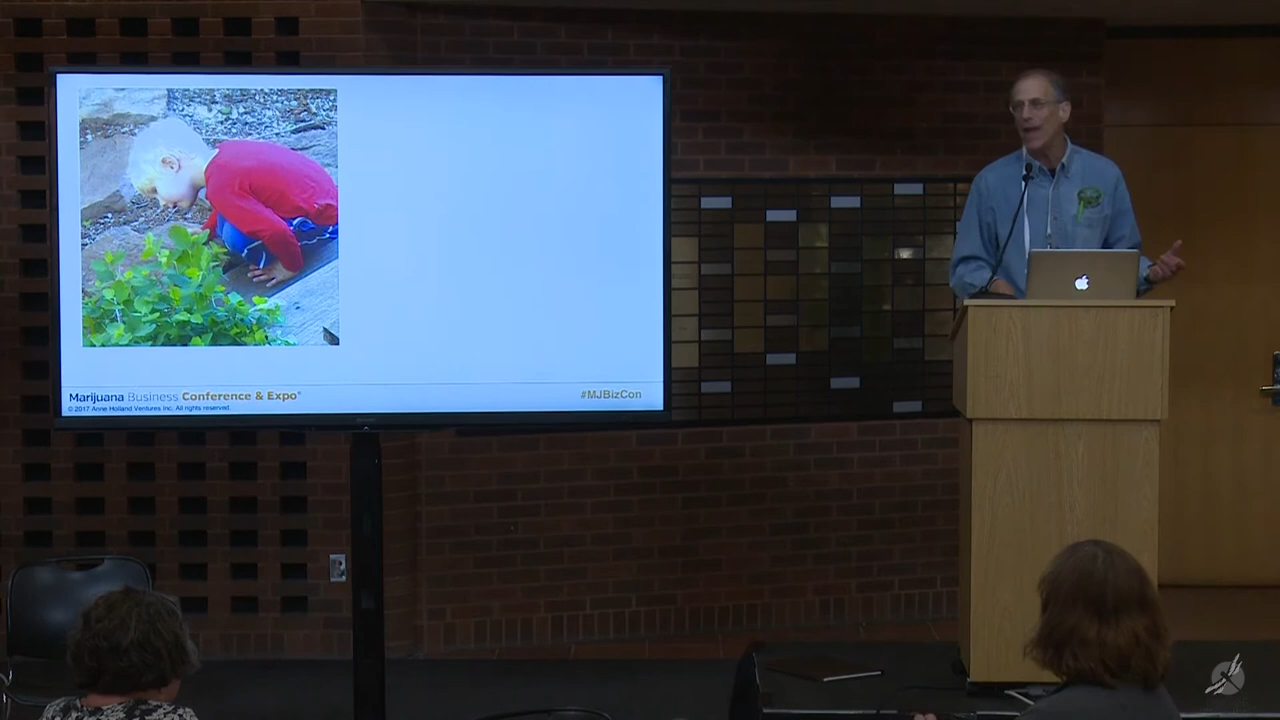 Marijuana Business Conference & Expo®
© 2017 Anne Holland Ventures Inc. All rights reserved.
#MJBizCon